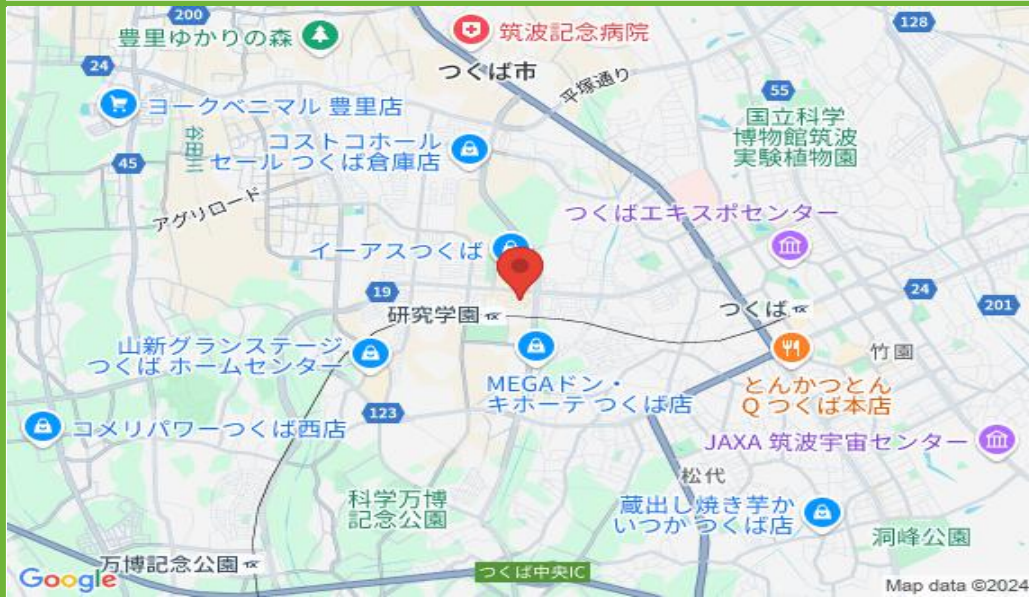 200
128
豊里ゆかりの森
筑波記念病院
24
つくば市
平塚通り
55
ヨークベニマル 豊里店
国立科学
博物館筑波
実験植物園
谷田川
コストコホール
セール つくば倉庫店
45
アグリロード
つくばエキスポセンター
イーアスつくば
19
24
201
研究学園
つくば
山新グランステージ
つくば ホームセンター
竹園
MEGAドン・
キホーテ つくば店
とんかつとん
Q つくば本店
123
コメリパワーつくば西店
JAXA 筑波宇宙センター
松代
科学万博
記念公園
蔵出し焼き芋か
いつか つくば店
洞峰公園
万博記念公園
つくば中央IC
Google
Map data ©2024